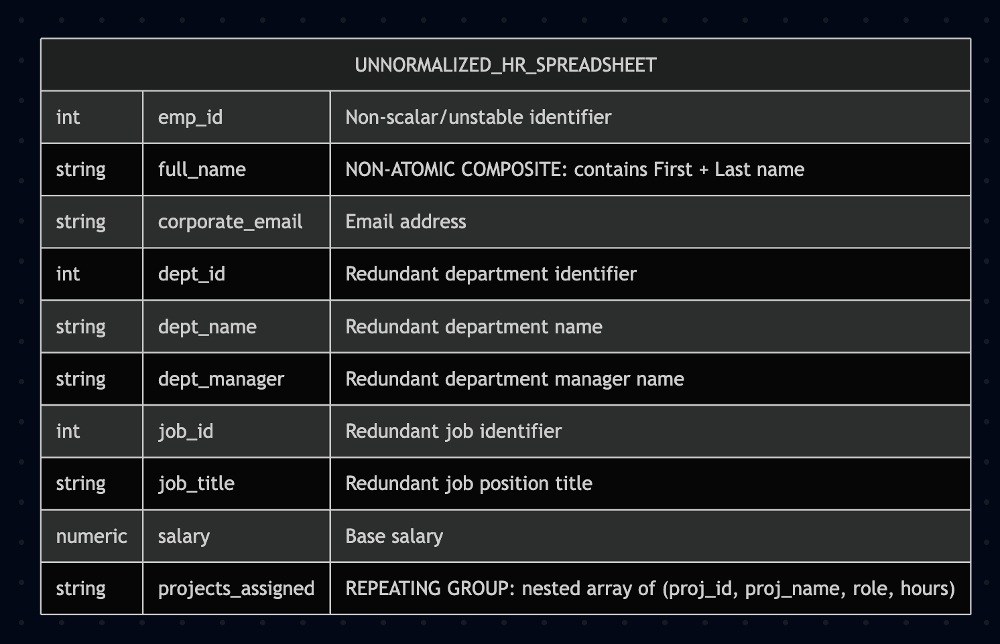 UNNORMALIZED_HR_SPREADSHEET
int emp_id Non-scalar/unstable identifier
string full_name NON-ATOMIC COMPOSITE: contains First + Last name
string corporate_email Email address
int dept_id Redundant department identifier
string dept_name Redundant department name
string dept_manager Redundant department manager name
int job_id Redundant job identifier
string job_title Redundant job position title
numeric salary Base salary
string projects_assigned REPEATING GROUP: nested array of (proj_id, proj_name, role, hours)